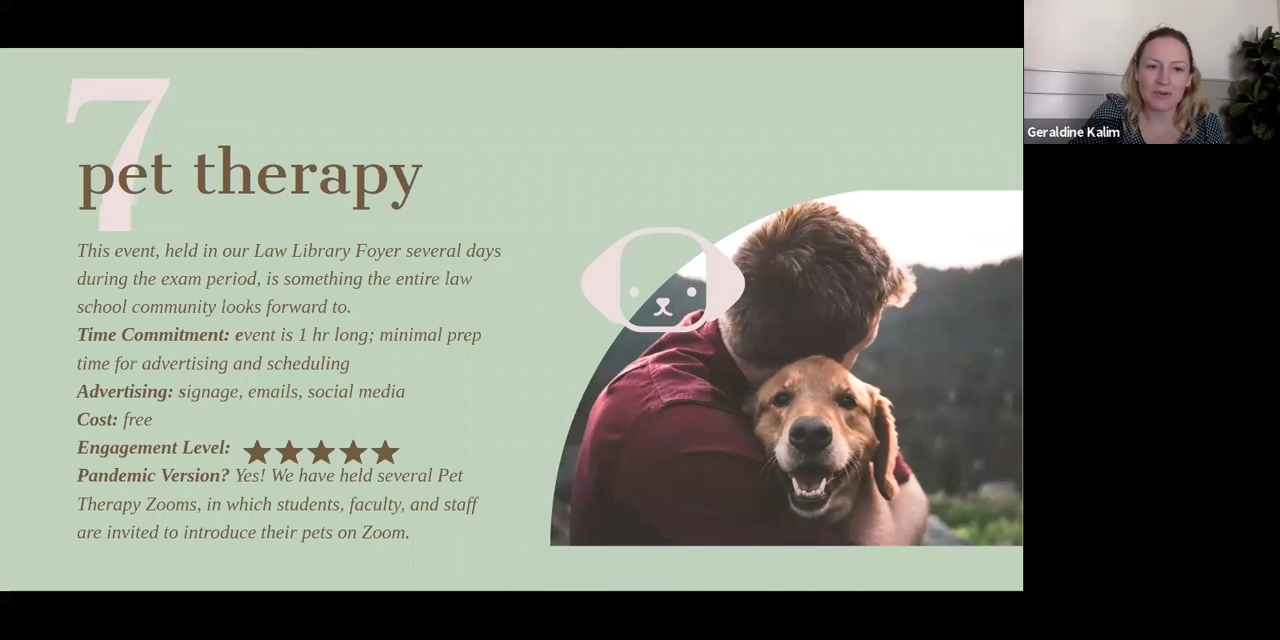 7
pet therapy
This event, held in our Law Library Foyer several days
during the exam period, is something the entire law
school community looks forward to.
Time Commitment: event is 1 hr long; minimal prep
time for advertising and scheduling
Advertising: signage, emails, social media
Cost: free
Engagement Level:
Pandemic Version? Yes! We have held several Pet
Therapy Zooms, in which students, faculty, and staff
are invited to introduce their pets on Zoom.
Geraldine Kalim